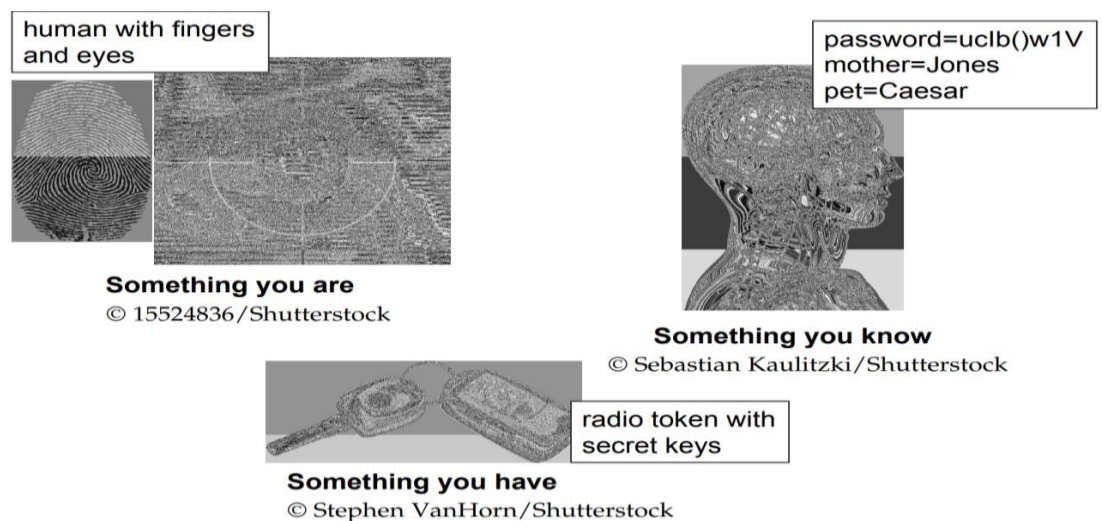 human with fingers
and eyes
Something you are
© 15524836/Shutterstock
password=uclb()w1V
mother=Jones
pet=Caesar
Something you know
© Sebastian Kaulitzki/Shutterstock
radio token with
secret keys
Something you have
© Stephen VanHorn/Shutterstock